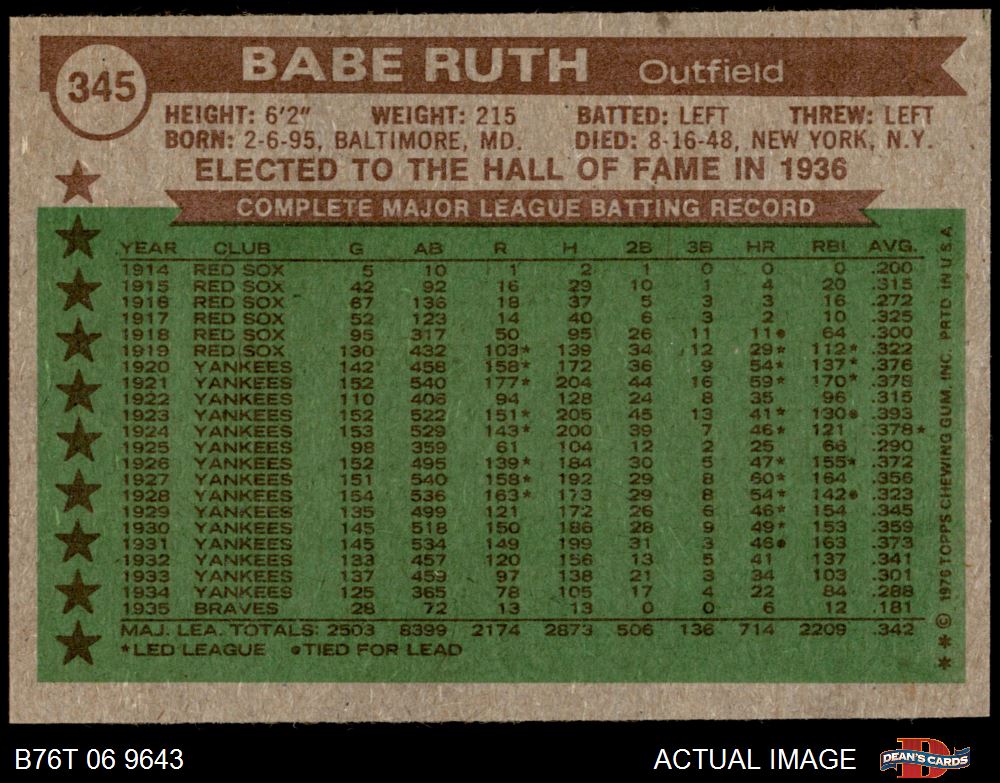 345
BABE RUTH Outfield
HEIGHT: 6'2" WEIGHT: 215 BATTED: LEFT THREW: LEFT
BORN: 2-6-95, BALTIMORE, MD. DIED: 8-16-48, NEW YORK, N.Y.
ELECTED TO THE HALL OF FAME IN 1936
COMPLETE MAJOR LEAGUE BATTING RECORD
YEAR CLUB G AB R H 2B 3B HR RBI AVG.
1914 RED SOX 5 10 1 2 1 0 0 0 .200
1915 RED SOX 42 92 16 29 10 1 4 20 .315
1916 RED SOX 67 136 18 37 5 3 3 16 .272
1917 RED SOX 52 123 14 40 6 3 2 10 .325
1918 RED SOX 95 317 50 95 26 11 11● 64 .300
1919 RED SOX 130 432 103* 139 34 12 29* 112* .322
1920 YANKEES 142 458 158* 172 36 9 54* 137* .376
1921 YANKEES 152 540 177* 204 44 16 59* 170* .378
1922 YANKEES 110 406 94 128 24 8 35 96 .315
1923 YANKEES 152 522 151* 205 45 13 41* 130● .393
1924 YANKEES 153 529 143* 200 39 7 46* 121 .378*
1925 YANKEES 98 359 61 104 12 2 25 66 .290
1926 YANKEES 152 495 139* 184 30 5 47* 155* .372
1927 YANKEES 151 540 158* 192 29 8 60* 164 .356
1928 YANKEES 154 536 163* 173 29 8 54* 142● .323
1929 YANKEES 135 499 121 172 26 6 46* 154 .345
1930 YANKEES 145 518 150 186 28 9 49* 153 .359
1931 YANKEES 145 534 149 199 31 3 46● 163 .373
1932 YANKEES 133 457 120 156 13 5 41 137 .341
1933 YANKEES 137 459 97 138 21 3 34 103 .301
1934 YANKEES 125 365 78 105 17 4 22 84 .288
1935 BRAVES 28 72 13 13 0 0 6 12 .181
MAJ. LEA. TOTALS: 2503 8399 2174 2873 506 136 714 2209 .342
*LED LEAGUE ●TIED FOR LEAD
* * © 1976 TOPPS CHEWING GUM, INC. PRTD. IN U.S.A.
B76T 06 9643
ACTUAL IMAGE
D
DEAN'S CARDS